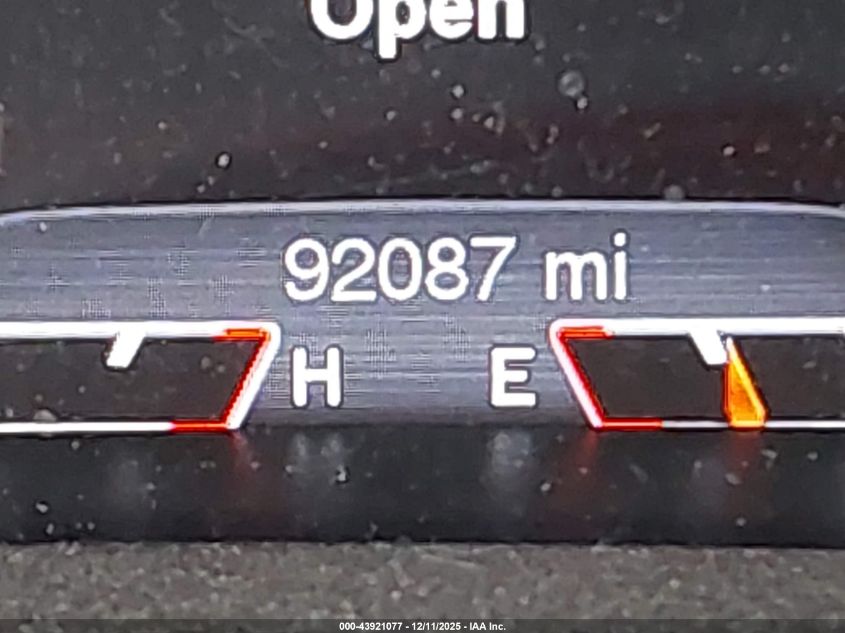 Open
92087 mi
H E
000-43921077 - 12/11/2025 - IAA Inc.